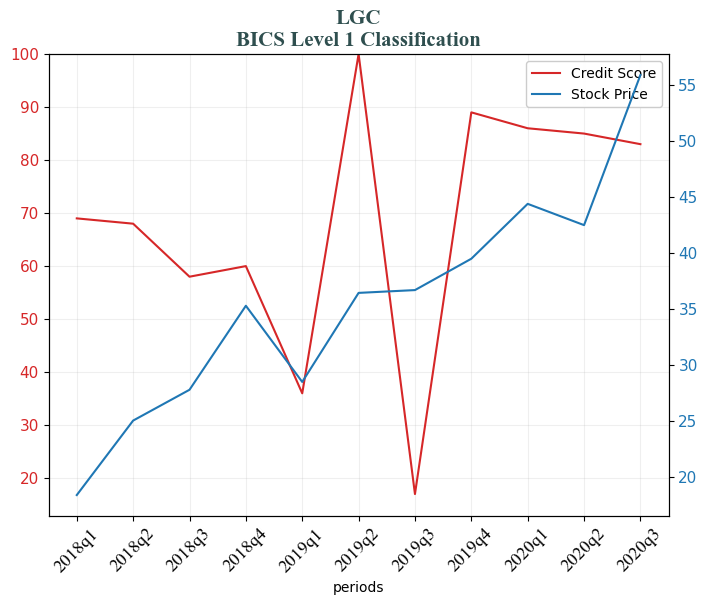 LGC
BICS Level 1 Classification
Credit Score
Stock Price
100
90
80
70
60
50
40
30
20
55
50
45
40
35
30
25
20
2018q1
2018q2
2018q3
2018q4
2019q1
2019q2
2019q3
2019q4
2020q1
2020q2
2020q3
periods